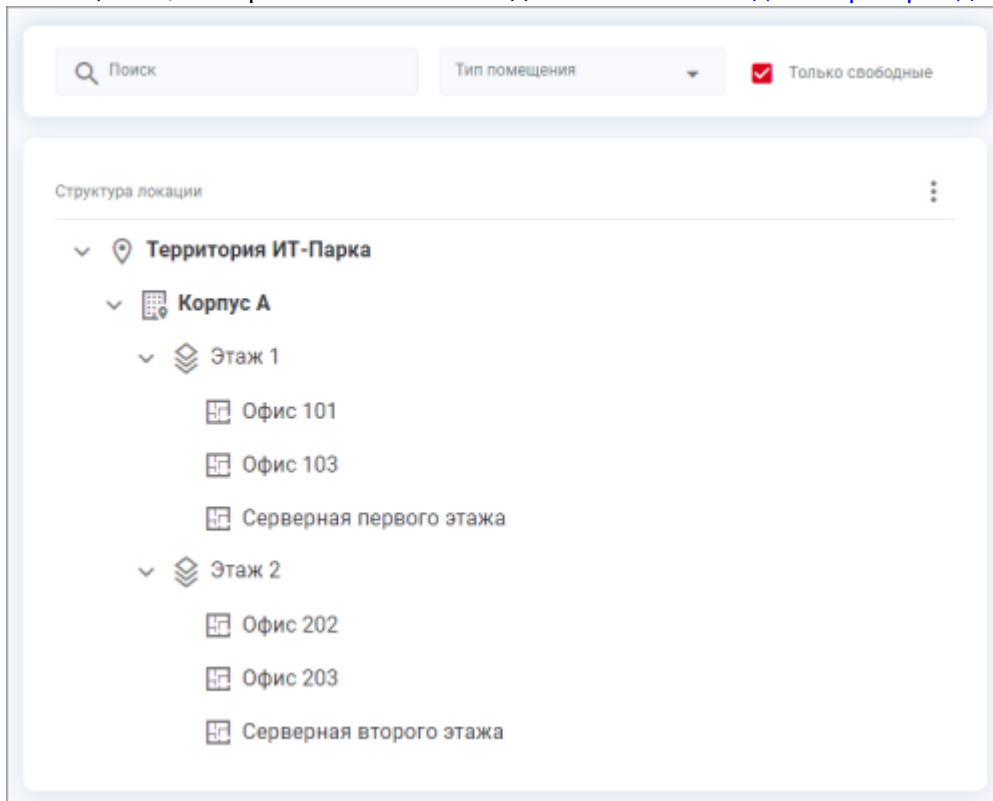 Поиск
Тип помещения
Только свободные
Структура локации
Территория ИТ-Парка
Корпус А
Этаж 1
Офис 101
Офис 103
Серверная первого этажа
Этаж 2
Офис 202
Офис 203
Серверная второго этажа